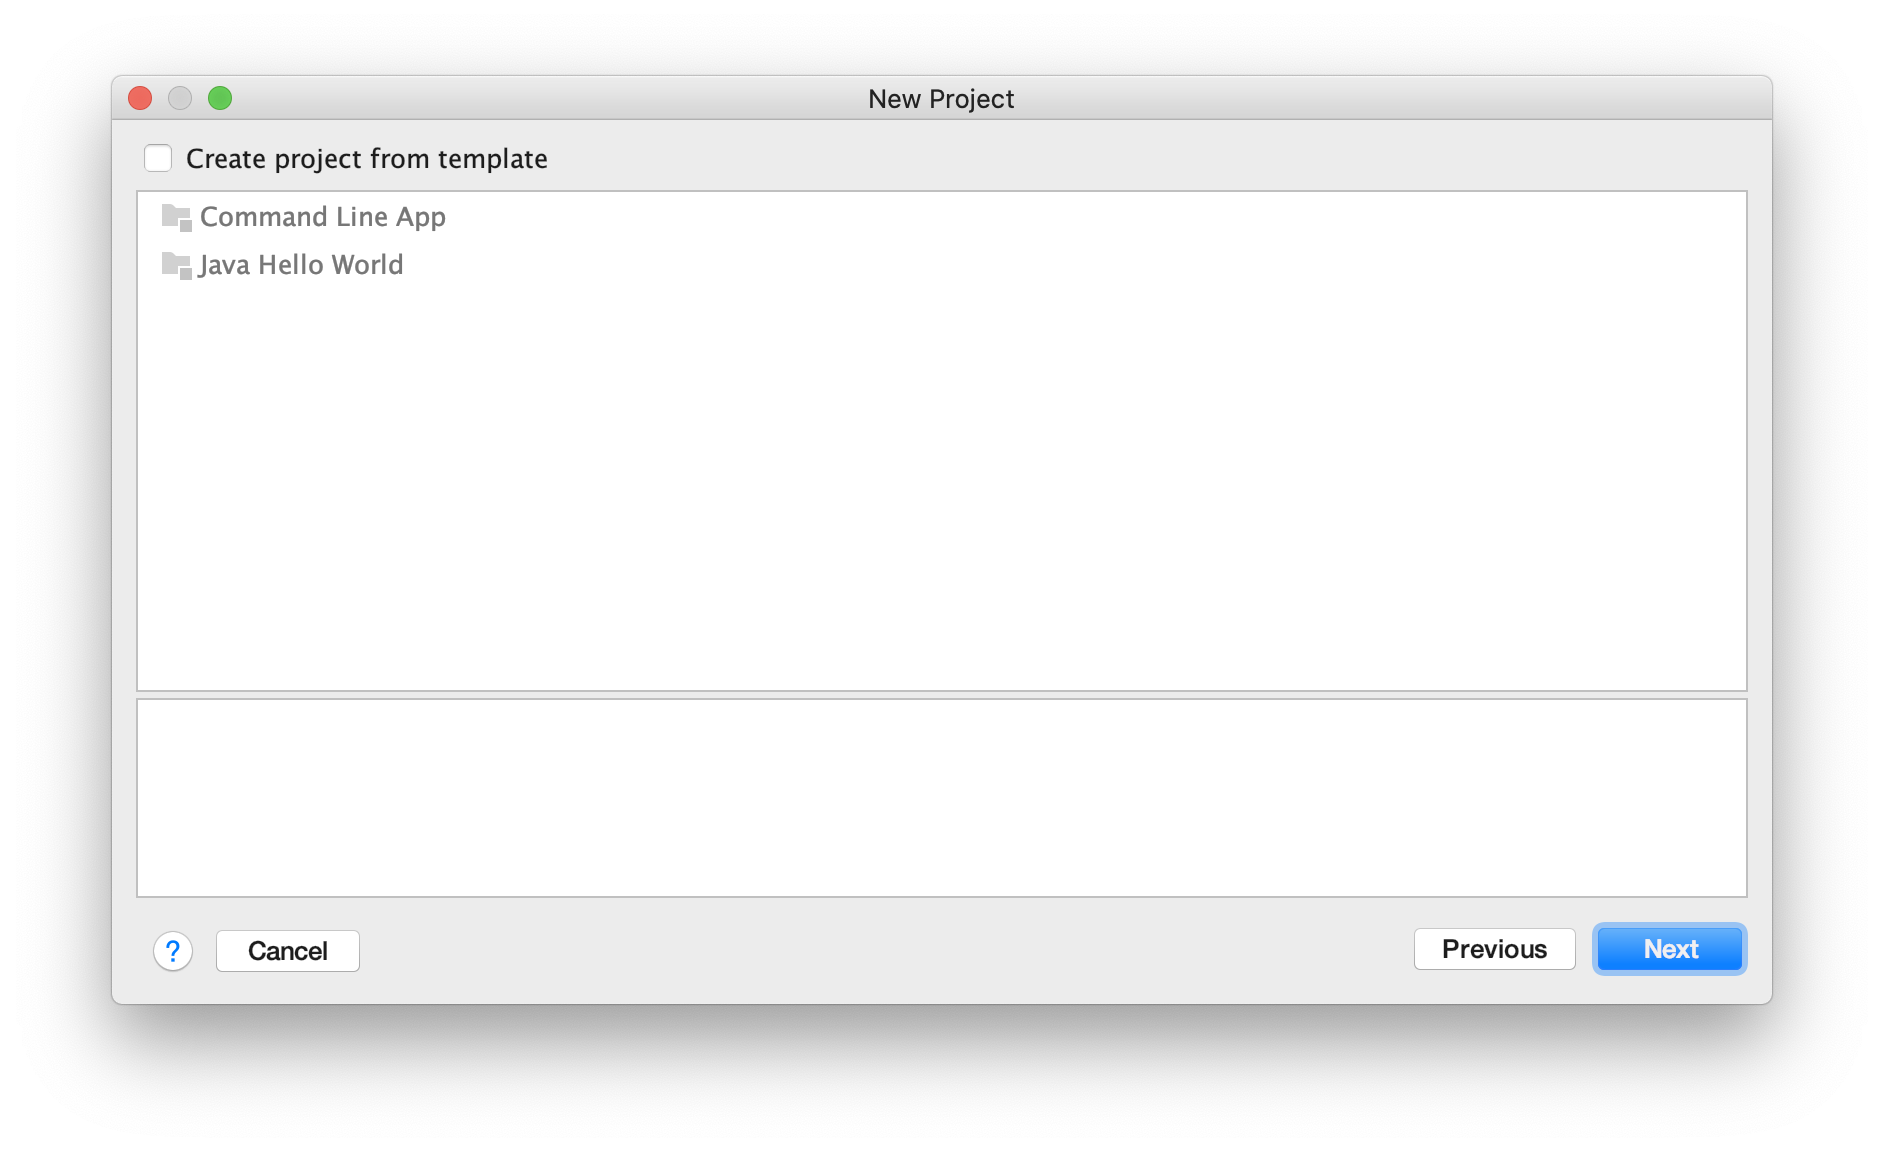 New Project
Create project from template
Command Line App
Java Hello World
? Cancel Previous Next